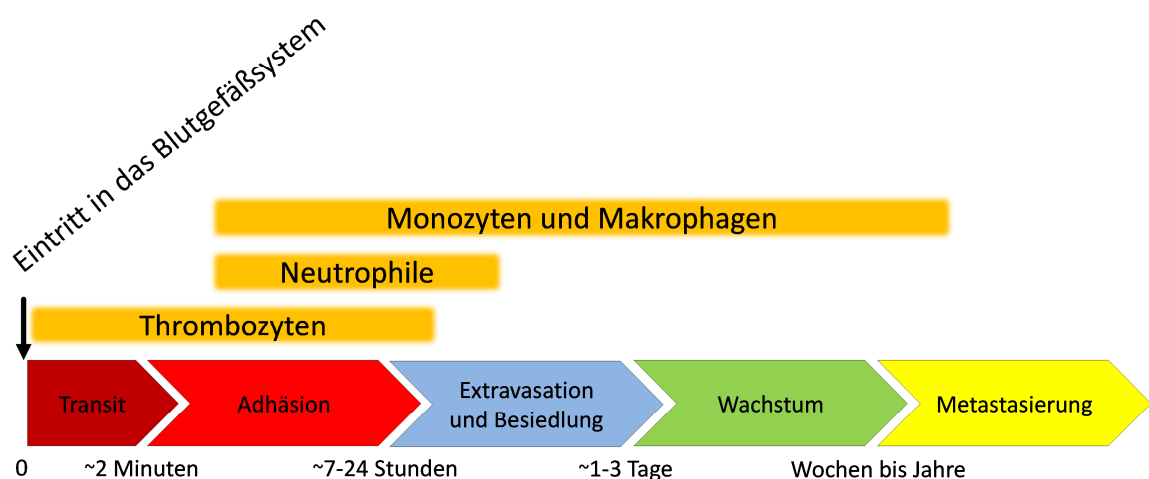 Eintritt in das Blutgefäßsystem
Monozyten und Makrophagen
Neutrophile
Thrombozyten
Transit
Adhäsion
Extravasation
und Besiedlung
Wachstum
Metastasierung
0
~2 Minuten
~7-24 Stunden
~1-3 Tage
Wochen bis Jahre